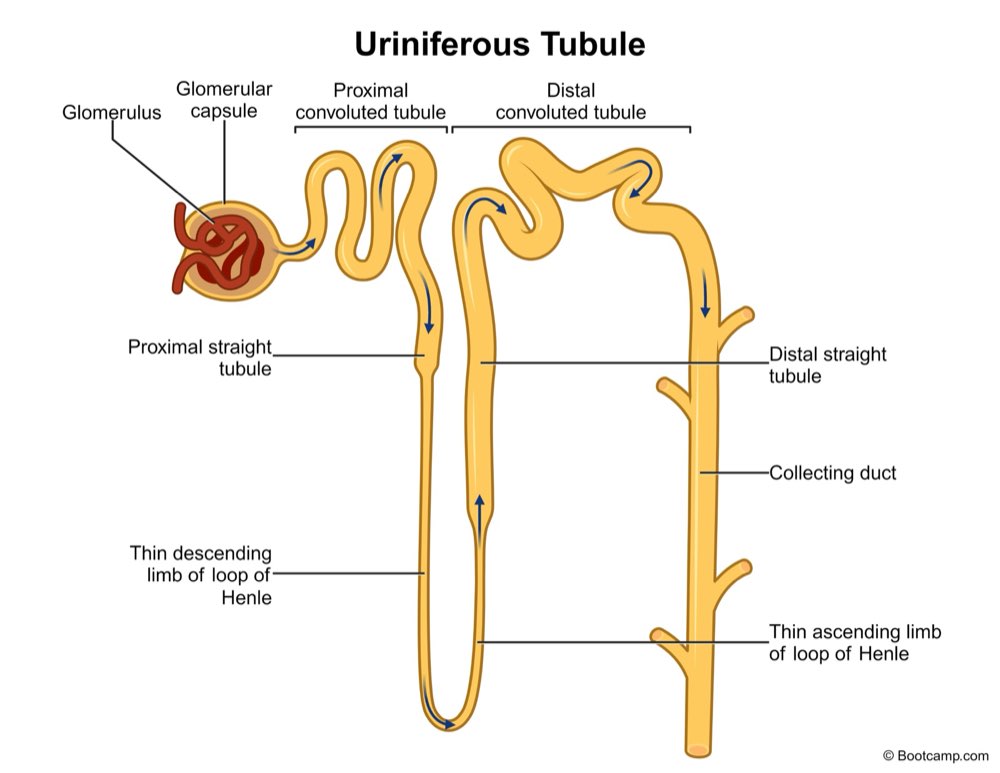 Uriniferous Tubule
Glomerulus
Glomerular
capsule
Proximal
convoluted tubule
Distal
convoluted tubule
Proximal straight
tubule
Distal straight
tubule
Collecting duct
Thin descending
limb of loop of
Henle
Thin ascending limb
of loop of Henle
© Bootcamp.com